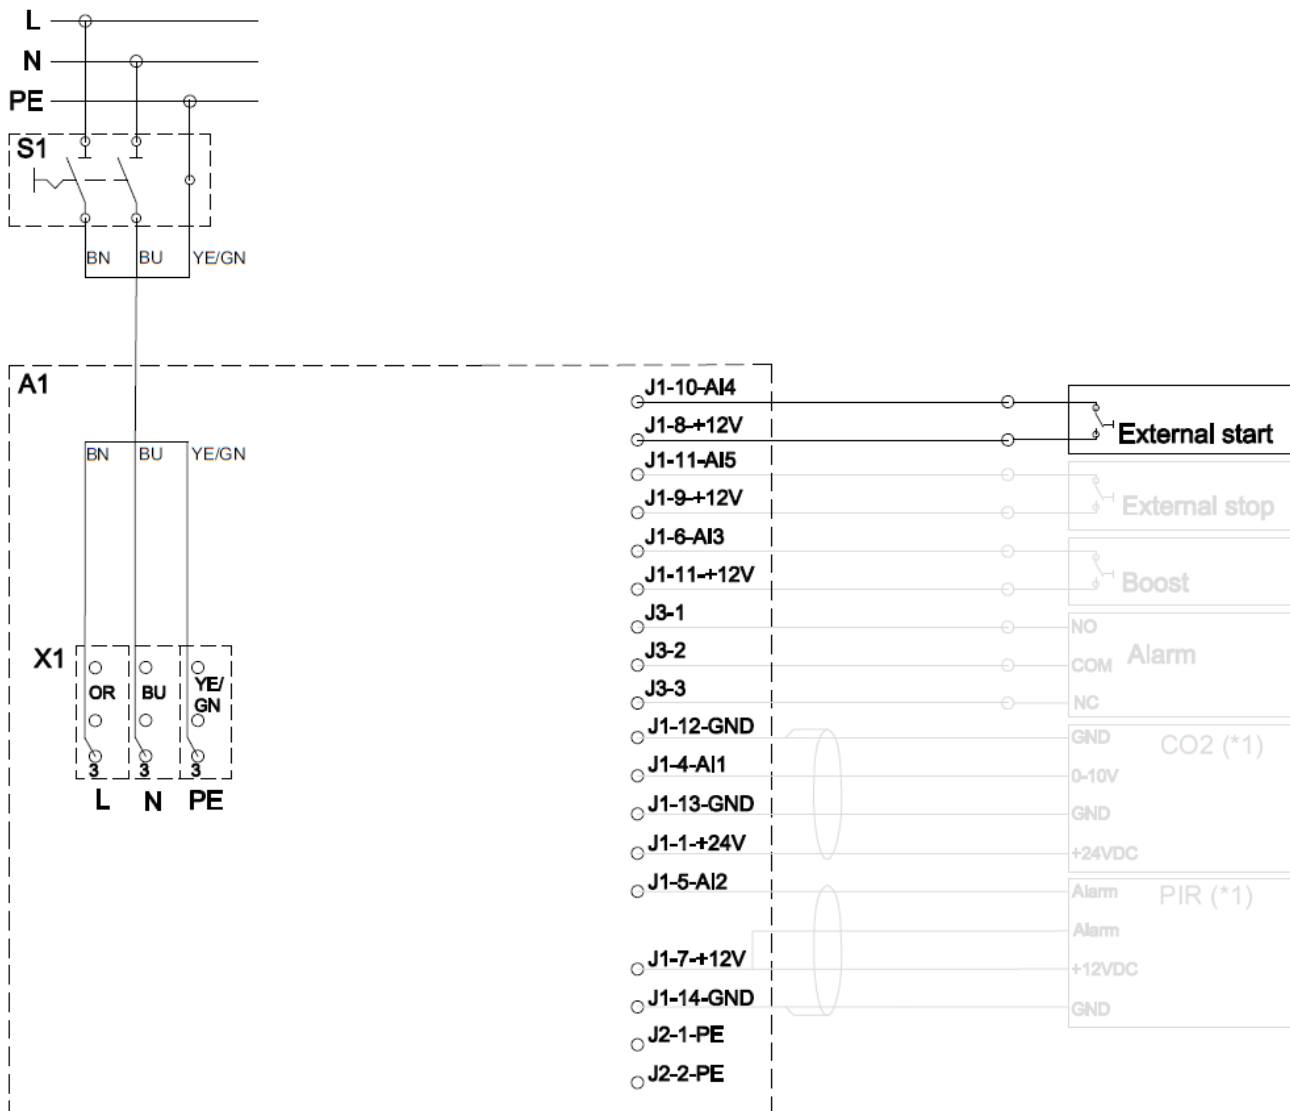 L
N
PE
S1
BN BU YE/GN
A1
J1-10-AI4
J1-8-+12V
External start
BN BU YE/GN
J1-11-AI5
J1-9-+12V
External stop
J1-6-AI3
J1-11-+12V
Boost
J3-1
NO
X1
J3-2
COM
Alarm
OR BU YE/
GN
J3-3
NC
J1-12-GND
GND
CO2 (*1)
3 3 3
J1-4-AI1
0-10V
L N PE
J1-13-GND
GND
J1-1-+24V
+24VDC
J1-5-AI2
Alarm
PIR (*1)
Alarm
J1-7-+12V
+12VDC
J1-14-GND
GND
J2-1-PE
J2-2-PE